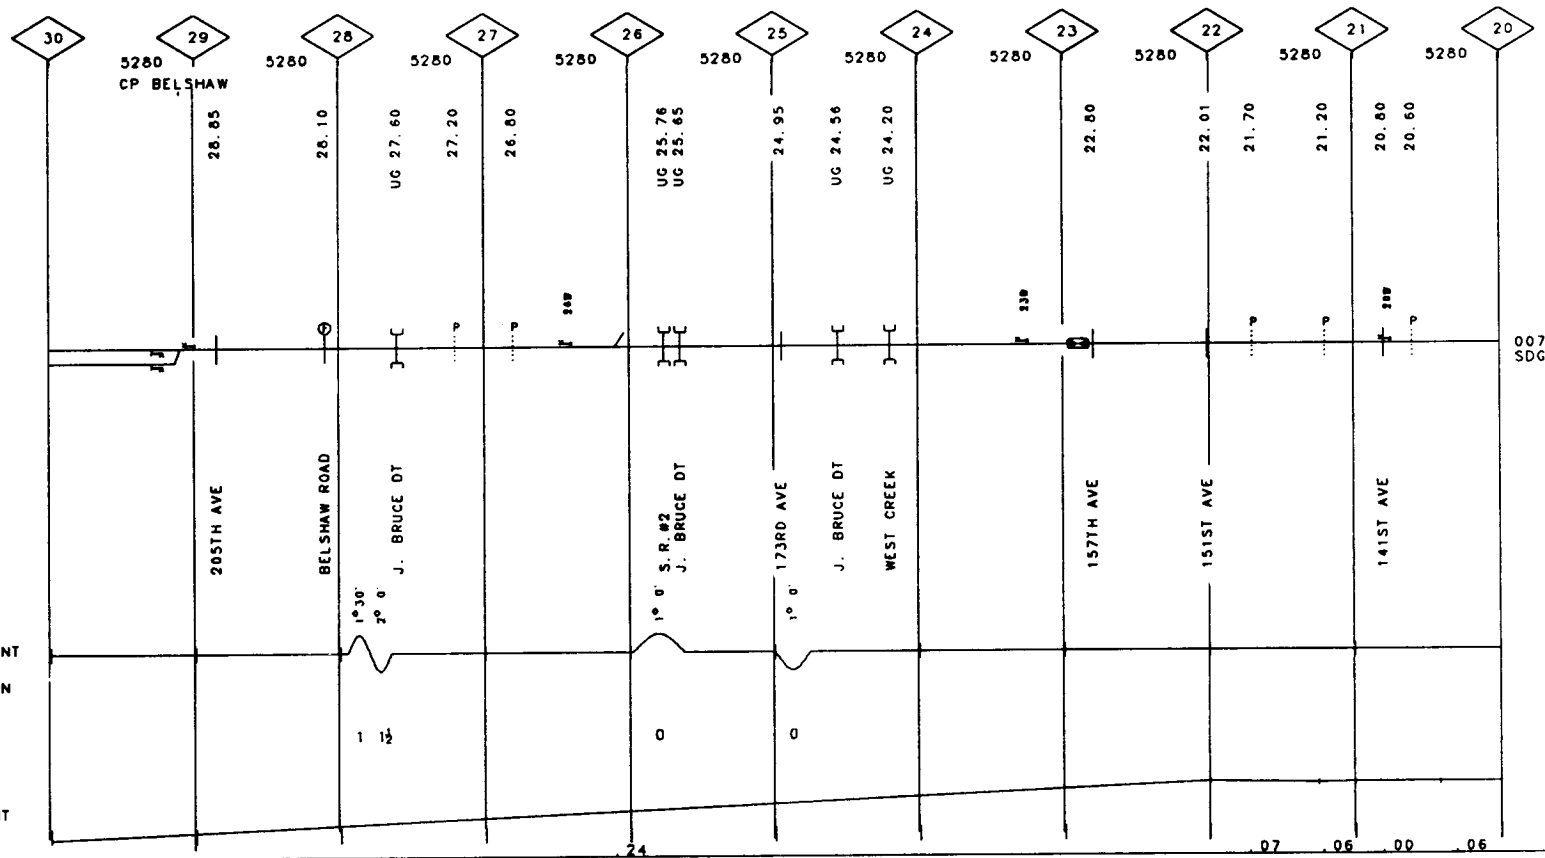 30 29 28 27 26 25 24 23 22 21 20
5280 5280 5280 5280 5280 5280 5280 5280 5280 5280
CP BELSHAW
28.85
28.10
UG 27.60
27.20
26.80
UG 25.76
UG 25.65
24.95
UG 24.56
UG 24.20
22.80
22.01
21.70
21.20
20.80
20.60
P
P
P
P
P
P
23B
007
SDG
205TH AVE
BELSHAW ROAD
J. BRUCE DT
S.R.#2
J. BRUCE DT
173RD AVE
J. BRUCE DT
WEST CREEK
157TH AVE
151ST AVE
141ST AVE
1°30'
2°0'
1°0'
1°0'
NT
N
1 1½ 0 0
T
.24 .07 .06 .00 .06